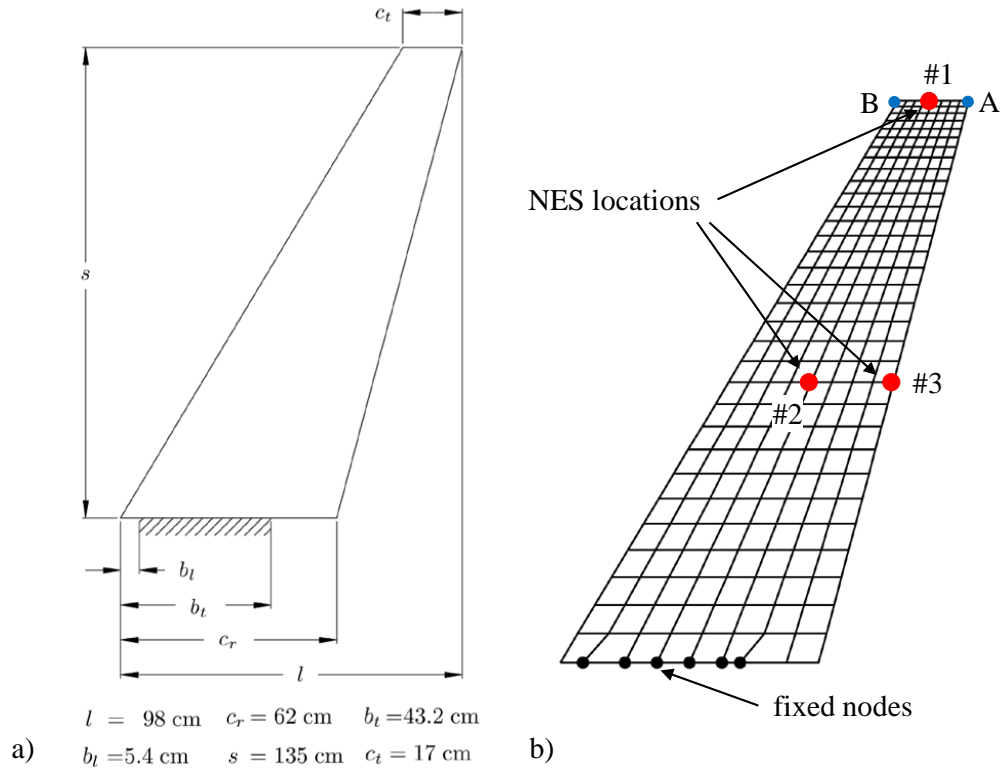 c_t
s
b_l
b_t
c_r
l
l = 98 cm c_r = 62 cm b_t =43.2 cm
b_l =5.4 cm s = 135 cm c_t = 17 cm
a)
#1
B
A
NES locations
#2
#3
fixed nodes
b)